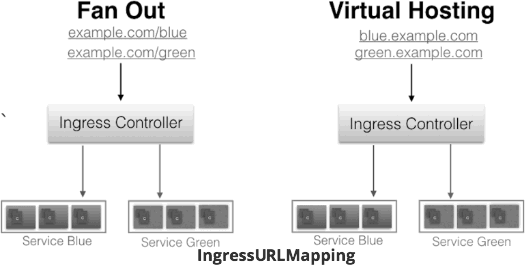 Fan Out
example.com/blue
example.com/green
Ingress Controller
Service Blue
Service Green
Virtual Hosting
blue.example.com
green.example.com
Ingress Controller
Service Blue
Service Green
IngressURLMapping